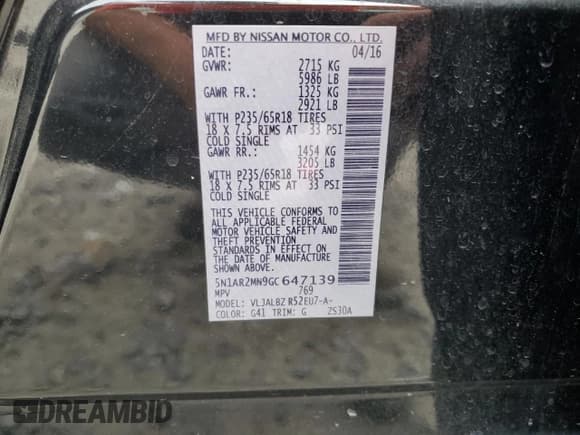 MFD BY NISSAN MOTOR CO., LTD.
DATE: 04/16
GVWR: 2715 KG
5986 LB
GAWR FR.: 1325 KG
2921 LB
WITH P235/65R18 TIRES
18 X 7.5 RIMS AT 33 PSI
COLD SINGLE
GAWR RR.: 1454 KG
3205 LB
WITH P235/65R18 TIRES
18 X 7.5 RIMS AT 33 PSI
COLD SINGLE
THIS VEHICLE CONFORMS TO
ALL APPLICABLE FEDERAL
MOTOR VEHICLE SAFETY AND
THEFT PREVENTION
STANDARDS IN EFFECT ON
THE DATE OF MANUFACTURE
SHOWN ABOVE.
5N1AR2MN9GC 647139
MPV 769
MODEL: VLJALBZ R52EU7-A-
COLOR: G41 TRIM: G ZS30A
DREAMBID